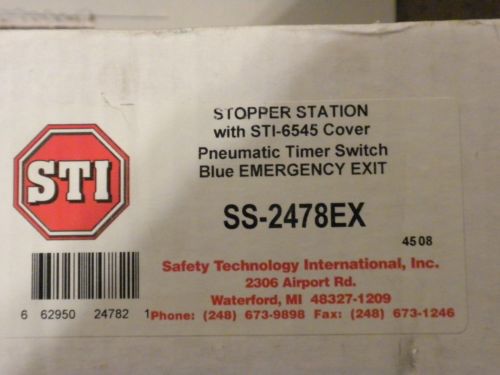 STOPPER STATION
with STI-6545 Cover
Pneumatic Timer Switch
Blue EMERGENCY EXIT
STI
SS-2478EX
4508
Safety Technology International, Inc.
2306 Airport Rd.
Waterford, MI 48327-1209
6 62950 24782 1
Phone: (248) 673-9898 Fax: (248) 673-1246